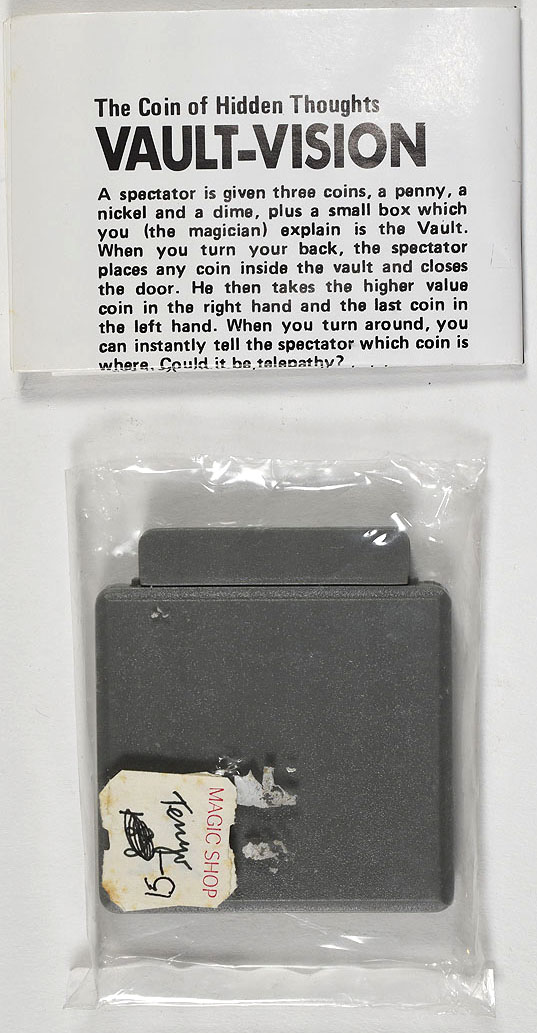 The Coin of Hidden Thoughts
VAULT-VISION
A spectator is given three coins, a penny, a
nickel and a dime, plus a small box which
you (the magician) explain is the Vault.
When you turn your back, the spectator
places any coin inside the vault and closes
the door. He then takes the higher value
coin in the right hand and the last coin in
the left hand. When you turn around, you
can instantly tell the spectator which coin is
where. Could it be telepathy?
MAGIC SHOP
15-